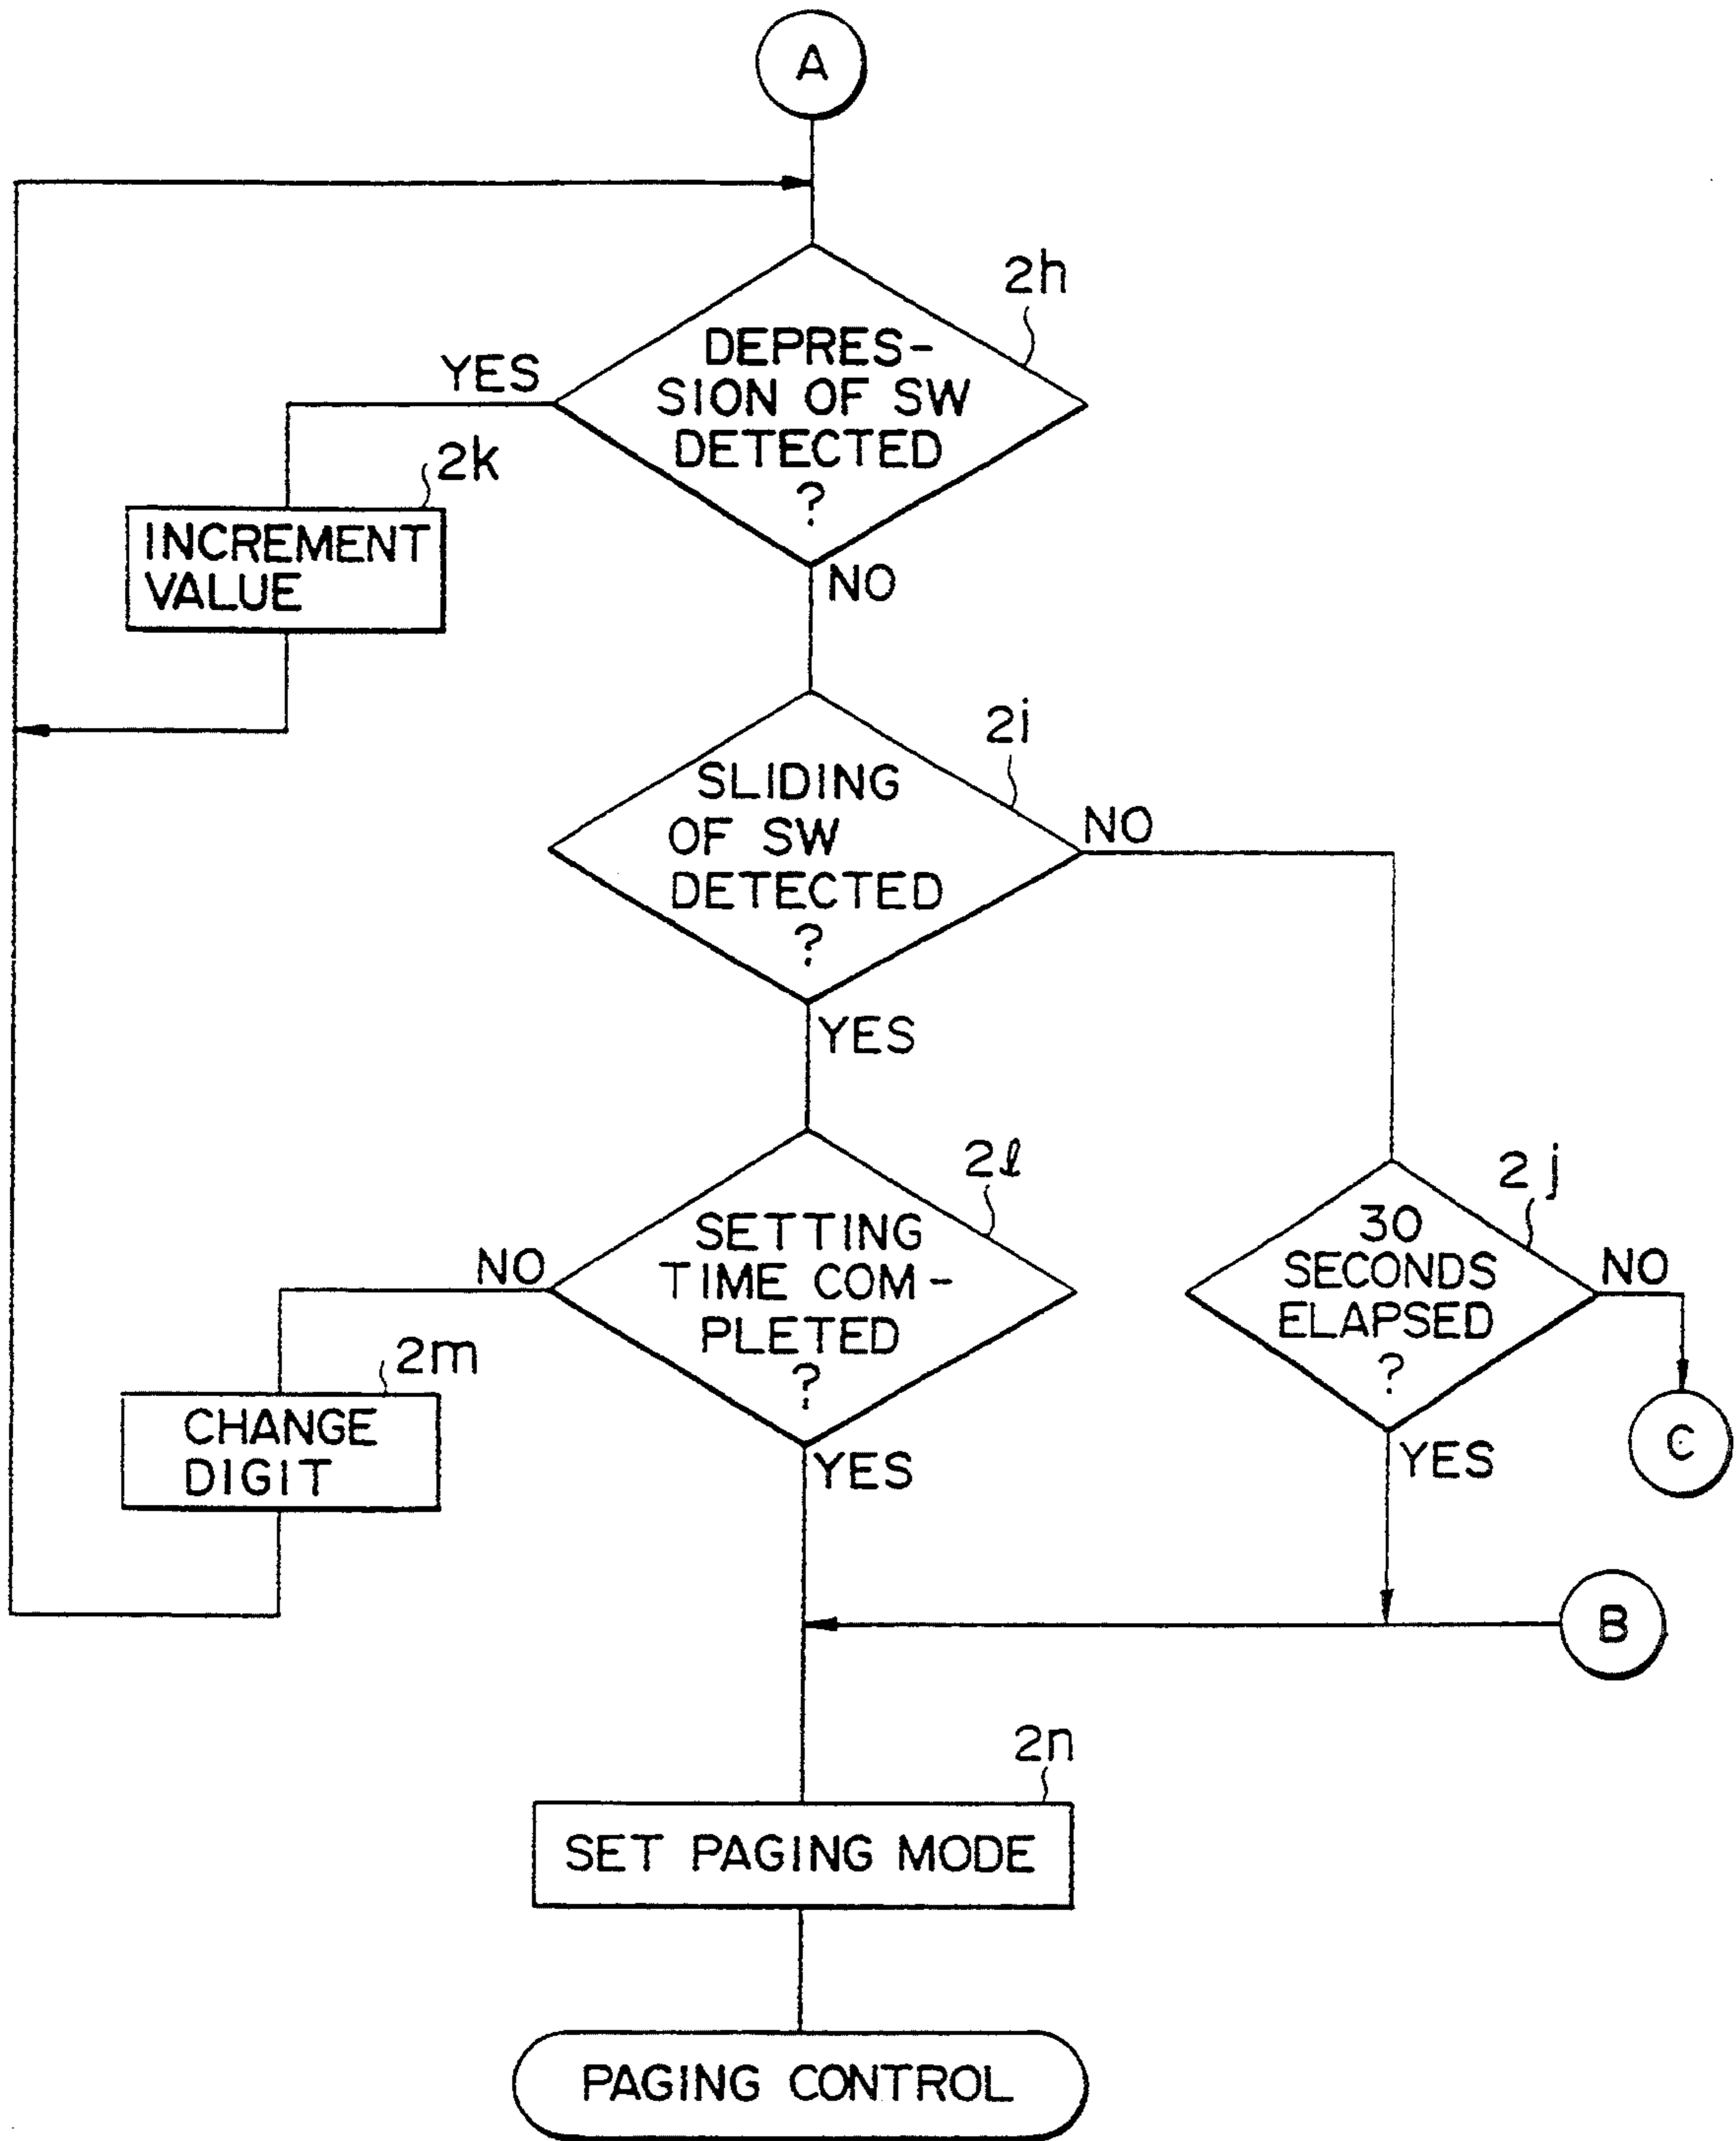 A
2h
DEPRES-
SION OF SW
DETECTED
?
YES
NO
2k
INCREMENT
VALUE
2i
SLIDING
OF SW
DETECTED
?
NO
YES
2ℓ
SETTING
TIME COM-
PLETED
?
NO
YES
2j
30
SECONDS
ELAPSED
?
NO
YES
C
2m
CHANGE
DIGIT
B
2n
SET PAGING MODE
PAGING CONTROL